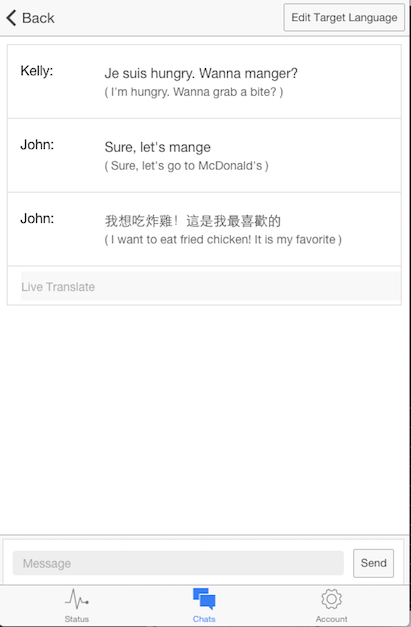 Back
Edit Target Language
Kelly:
Je suis hungry. Wanna manger?
( I'm hungry. Wanna grab a bite? )
John:
Sure, let's mange
( Sure, let's go to McDonald's )
John:
我想吃炸雞！這是我最喜歡的
( I want to eat fried chicken! It is my favorite )
Live Translate
Message
Send
Status
Chats
Account